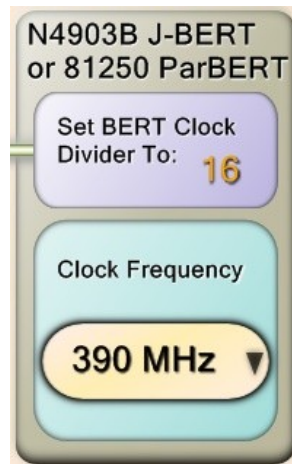 N4903B J-BERT
or 81250 ParBERT
Set BERT Clock
Divider To: 16
Clock Frequency
390 MHz